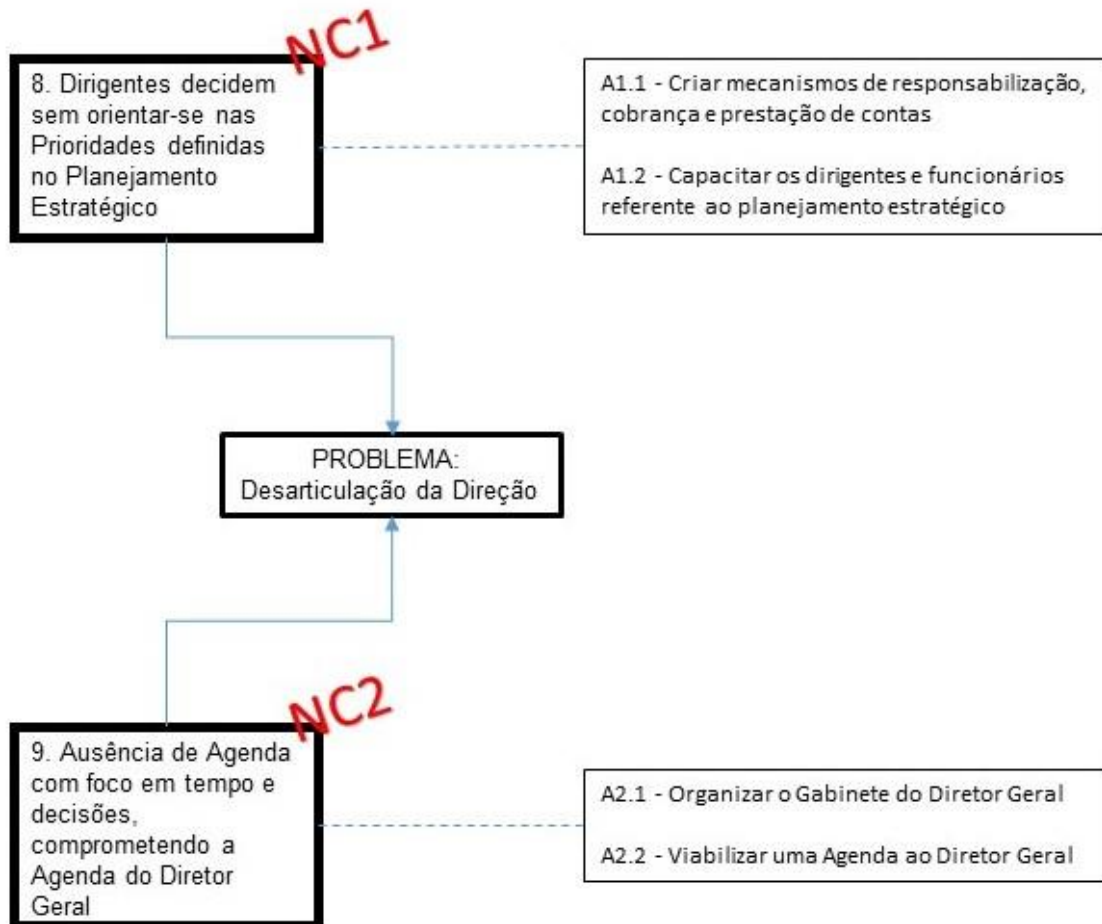 NC1
8. Dirigentes decidem
sem orientar-se nas
Prioridades definidas
no Planejamento
Estratégico
A1.1 - Criar mecanismos de responsabilização,
cobrança e prestação de contas
A1.2 - Capacitar os dirigentes e funcionários
referente ao planejamento estratégico
PROBLEMA:
Desarticulação da Direção
NC2
9. Ausência de Agenda
com foco em tempo e
decisões,
comprometendo a
Agenda do Diretor
Geral
A2.1 - Organizar o Gabinete do Diretor Geral
A2.2 - Viabilizar uma Agenda ao Diretor Geral